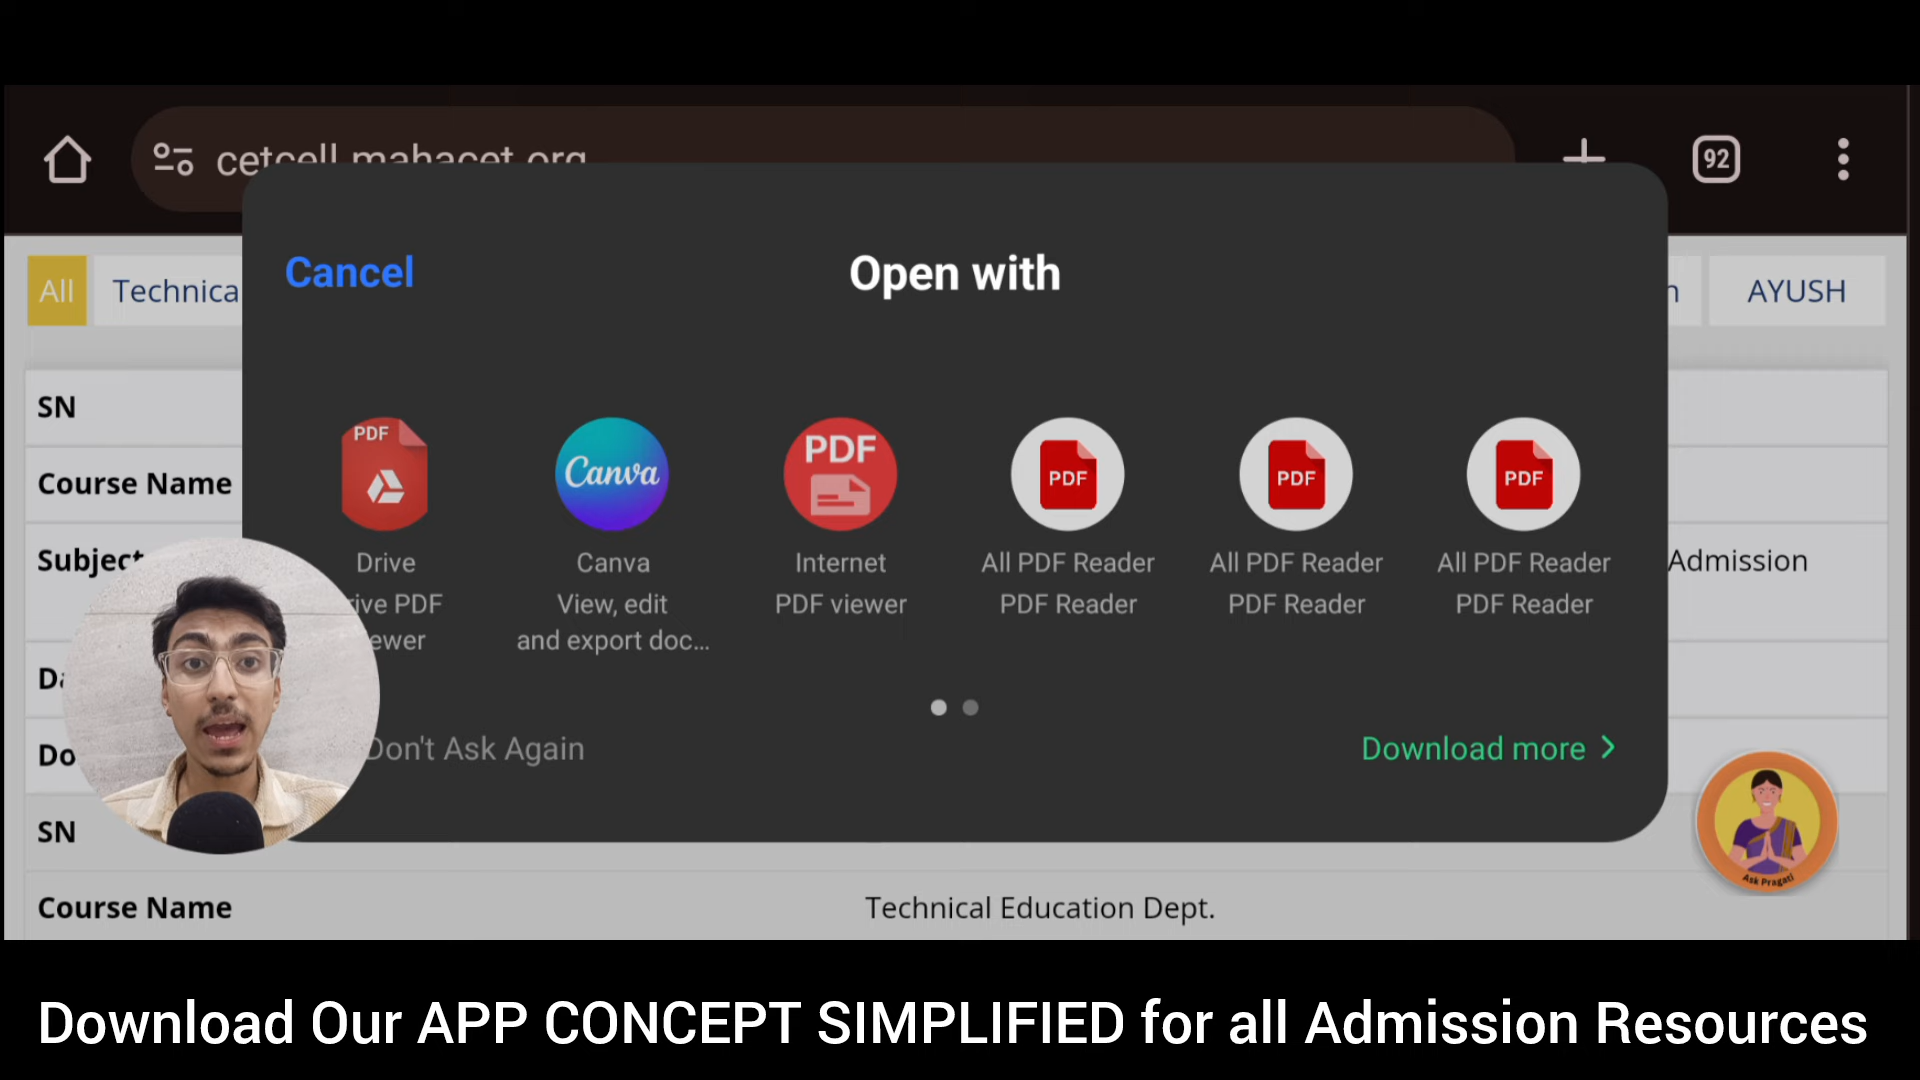 cetcell.mahacet.org
92
All
Technica
AYUSH
Cancel
Open with
SN
Course Name
Subject
Admission
PDF
Canva
PDF
PDF
PDF
PDF
Drive
Canva
Internet
All PDF Reader
All PDF Reader
All PDF Reader
ive PDF
View, edit
PDF viewer
PDF Reader
PDF Reader
PDF Reader
ewer
and export doc...
Do
Don't Ask Again
Download more
SN
Ask Pragati
Course Name
Technical Education Dept.
Download Our APP CONCEPT SIMPLIFIED for all Admission Resources